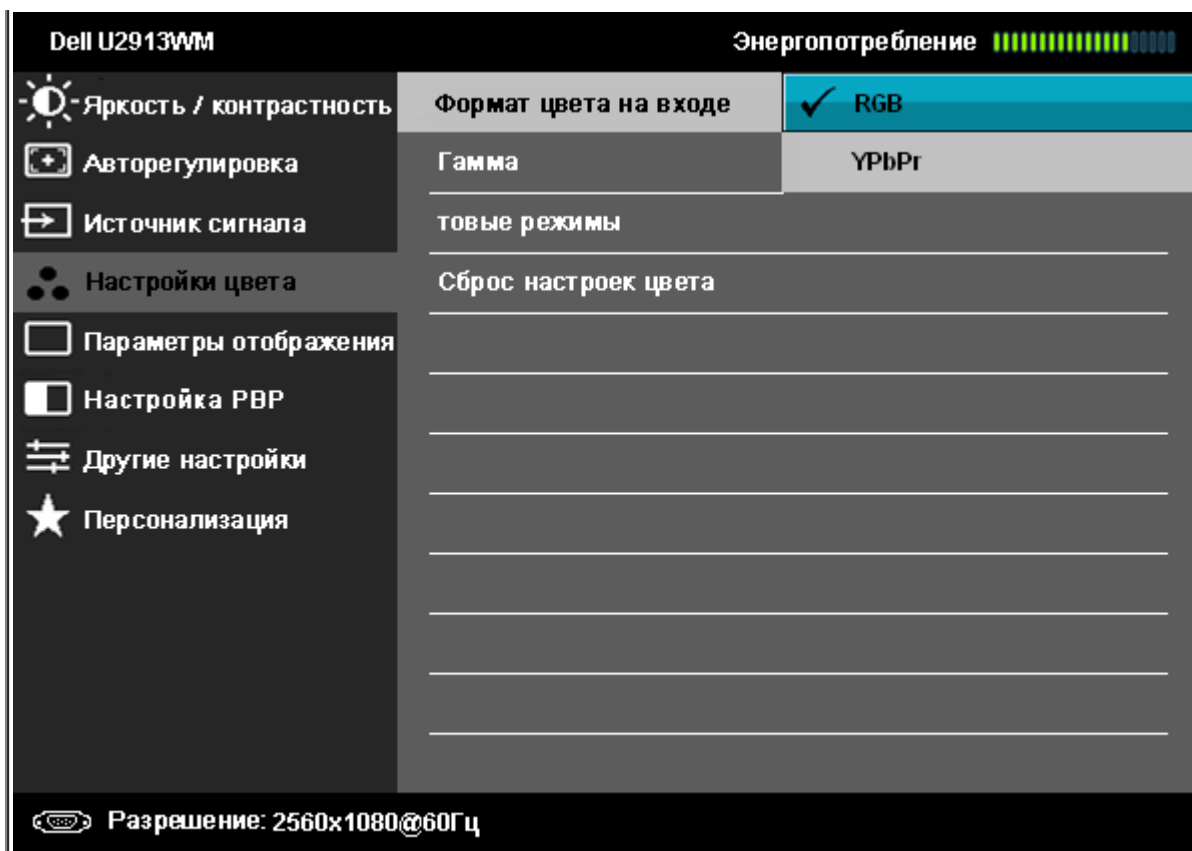 Dell U2913WM
Энергопотребление
Яркость / контрастность
Формат цвета на входе
RGB
Авторегулировка
Гамма
YPbPr
Источник сигнала
товые режимы
Настройки цвета
Сброс настроек цвета
Параметры отображения
Настройка PBP
Другие настройки
Персонализация
Разрешение: 2560x1080@60Гц